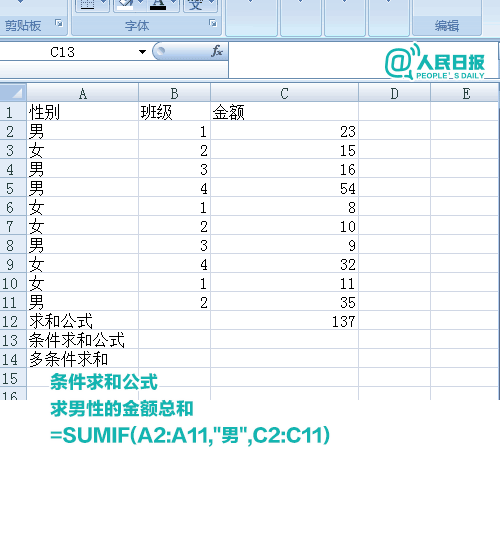 剪贴板 字体 编辑
C13 fx @人民日报
PEOPLE'S DAILY
A B C D E
1 性别 班级 金额
2 男 1 23
3 女 2 15
4 男 3 16
5 男 4 54
6 女 1 8
7 女 2 10
8 男 3 9
9 女 4 32
10 女 1 11
11 男 2 35
12 求和公式 137
13 条件求和公式
14 多条件求和
15
16
条件求和公式
求男性的金额总和
=SUMIF(A2:A11,"男",C2:C11)